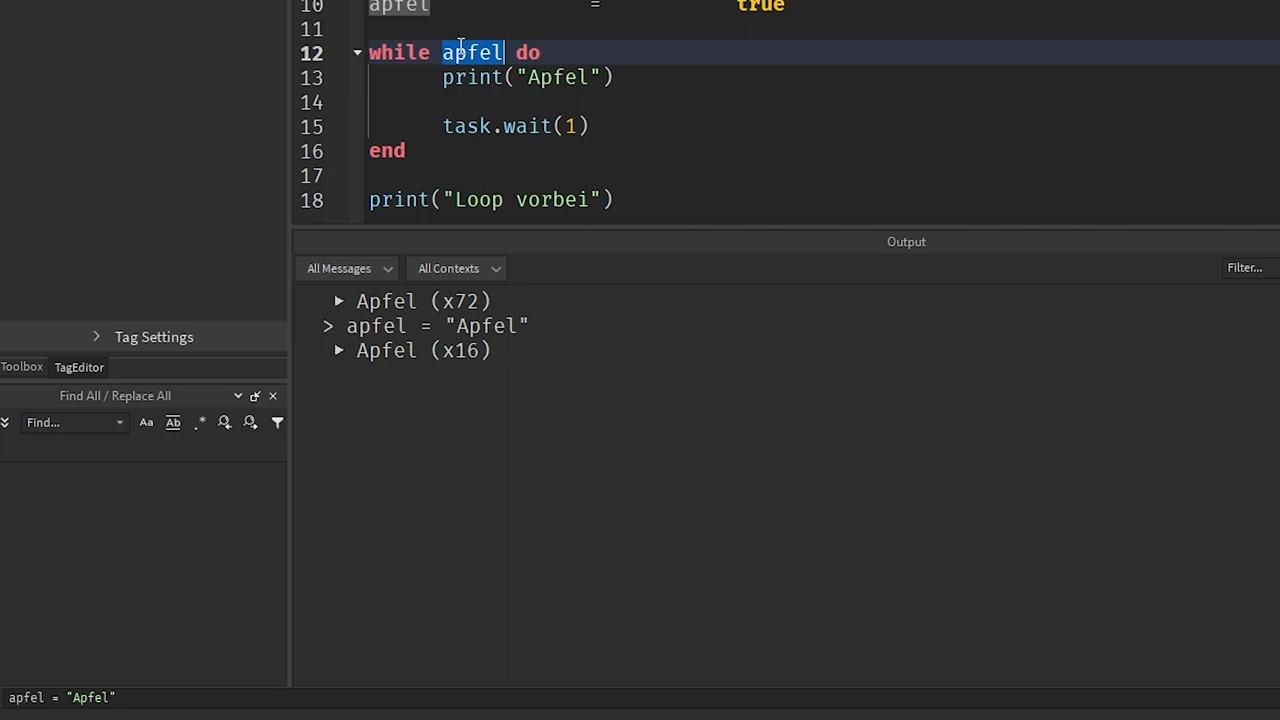 10 apfel = true
11
12 while apfel do
13 print("Apfel")
14
15 task.wait(1)
16 end
17
18 print("Loop vorbei")
Output
All Messages All Contexts Filter...
Apfel (x72)
> apfel = "Apfel"
Apfel (x16)
Tag Settings
Toolbox TagEditor
Find All / Replace All
Find... Aa Ab .*
apfel = "Apfel"